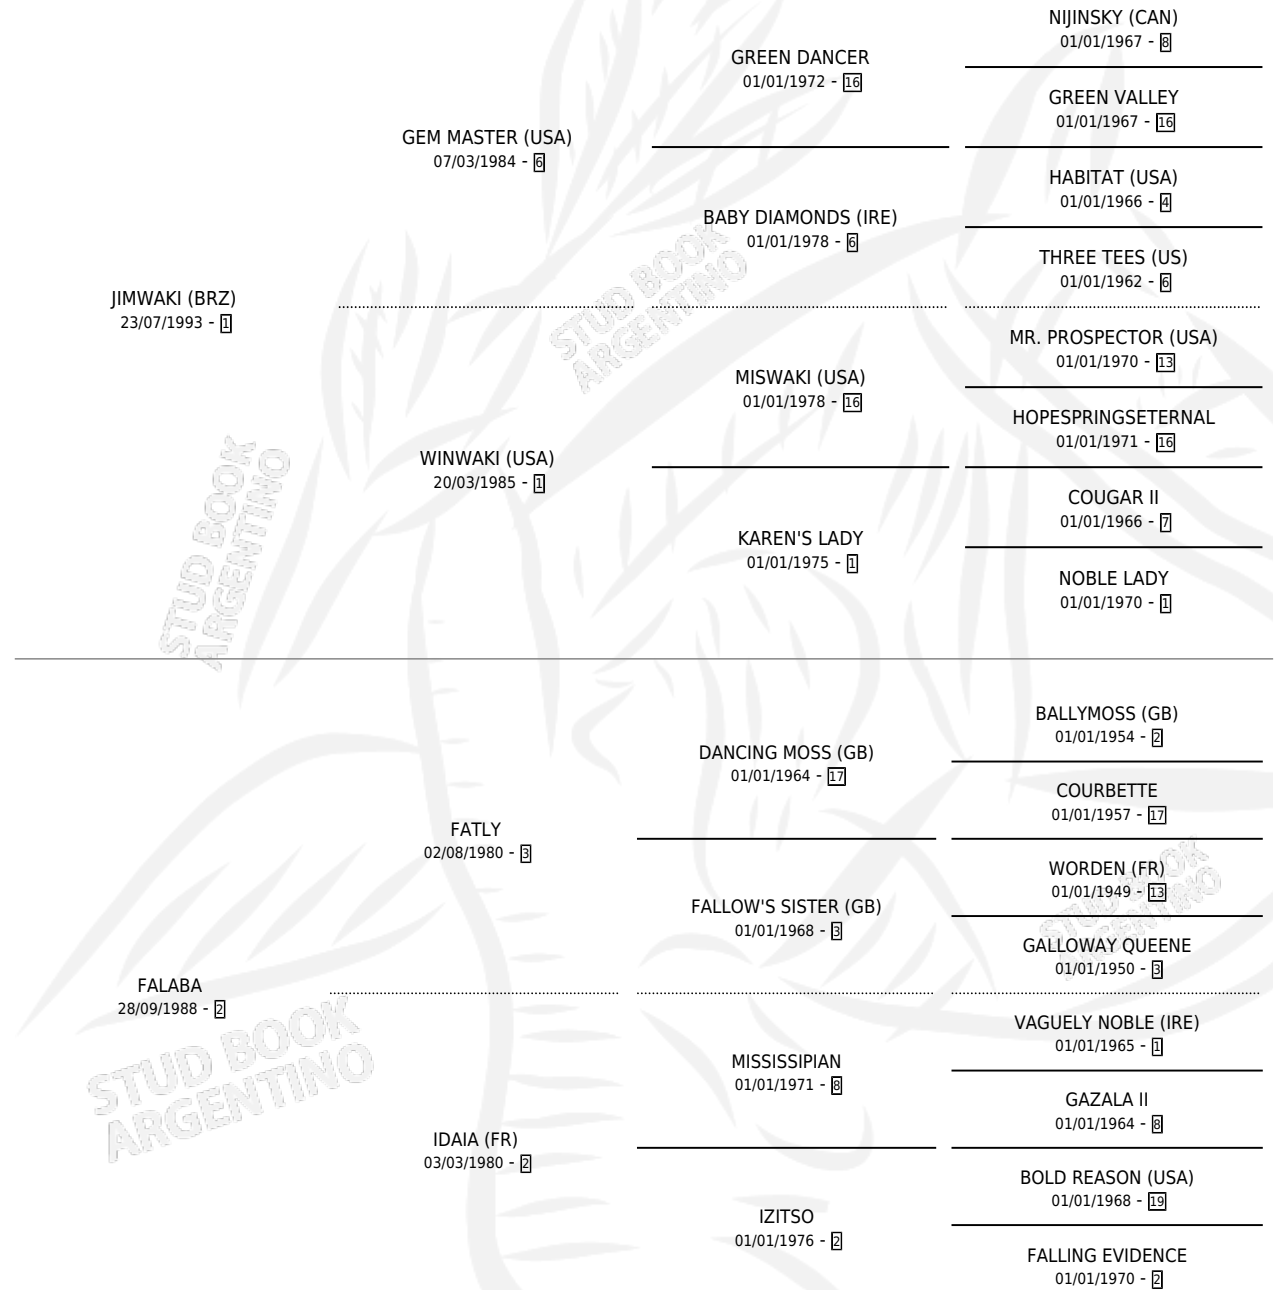 NIJINSKY (CAN)
01/01/1967 - 8
GREEN DANCER
01/01/1972 - 16
GREEN VALLEY
01/01/1967 - 16
GEM MASTER (USA)
07/03/1984 - 6
HABITAT (USA)
01/01/1966 - 4
BABY DIAMONDS (IRE)
01/01/1978 - 6
THREE TEES (US)
01/01/1962 - 6
JIMWAKI (BRZ)
23/07/1993 - 1
MR. PROSPECTOR (USA)
01/01/1970 - 13
MISWAKI (USA)
01/01/1978 - 16
HOPESPRINGSETERNAL
01/01/1971 - 16
WINWAKI (USA)
20/03/1985 - 1
COUGAR II
01/01/1966 - 7
KAREN'S LADY
01/01/1975 - 1
NOBLE LADY
01/01/1970 - 1
BALLYMOSS (GB)
01/01/1954 - 2
DANCING MOSS (GB)
01/01/1964 - 17
COURBETTE
01/01/1957 - 17
FATLY
02/08/1980 - 3
WORDEN (FR)
01/01/1949 - 13
FALLOW'S SISTER (GB)
01/01/1968 - 3
GALLOWAY QUEENE
01/01/1950 - 3
FALABA
28/09/1988 - 2
VAGUELY NOBLE (IRE)
01/01/1965 - 1
MISSISSIPIAN
01/01/1971 - 8
GAZALA II
01/01/1964 - 8
IDAIA (FR)
03/03/1980 - 2
BOLD REASON (USA)
01/01/1968 - 19
IZITSO
01/01/1976 - 2
FALLING EVIDENCE
01/01/1970 - 2
STUD BOOK
ARGENTINO
STUD BOOK
ARGENTINO
STUD BOOK
ARGENTINO
STUD BOOK
ARGENTINO